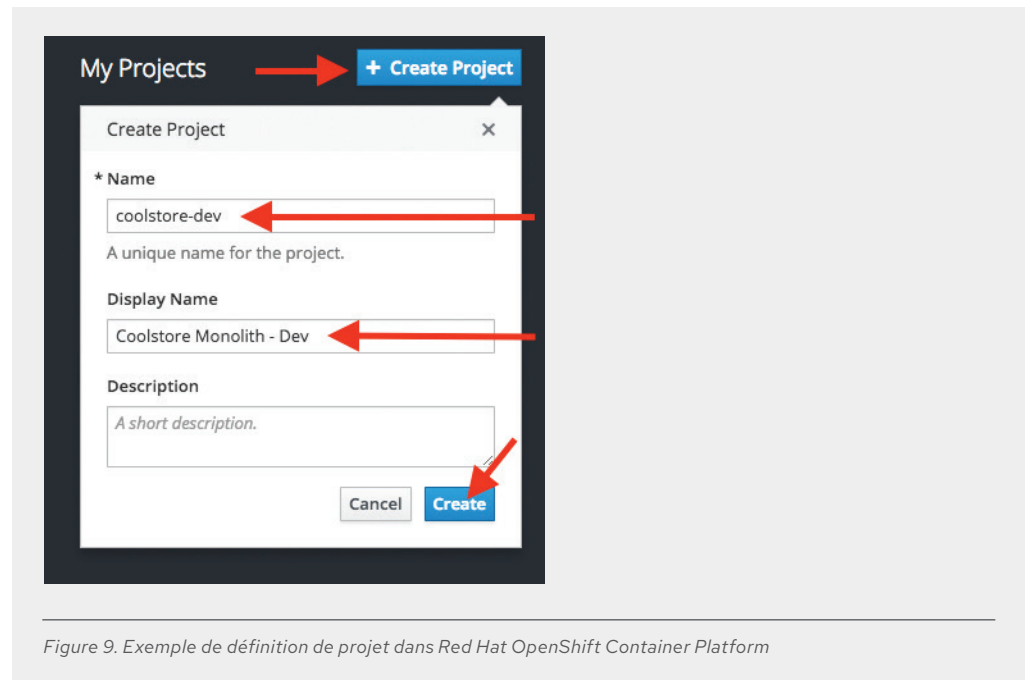 My Projects
+ Create Project
Create Project
* Name
coolstore-dev
A unique name for the project.
Display Name
Coolstore Monolith - Dev
Description
A short description.
Cancel
Create
Figure 9. Exemple de définition de projet dans Red Hat OpenShift Container Platform